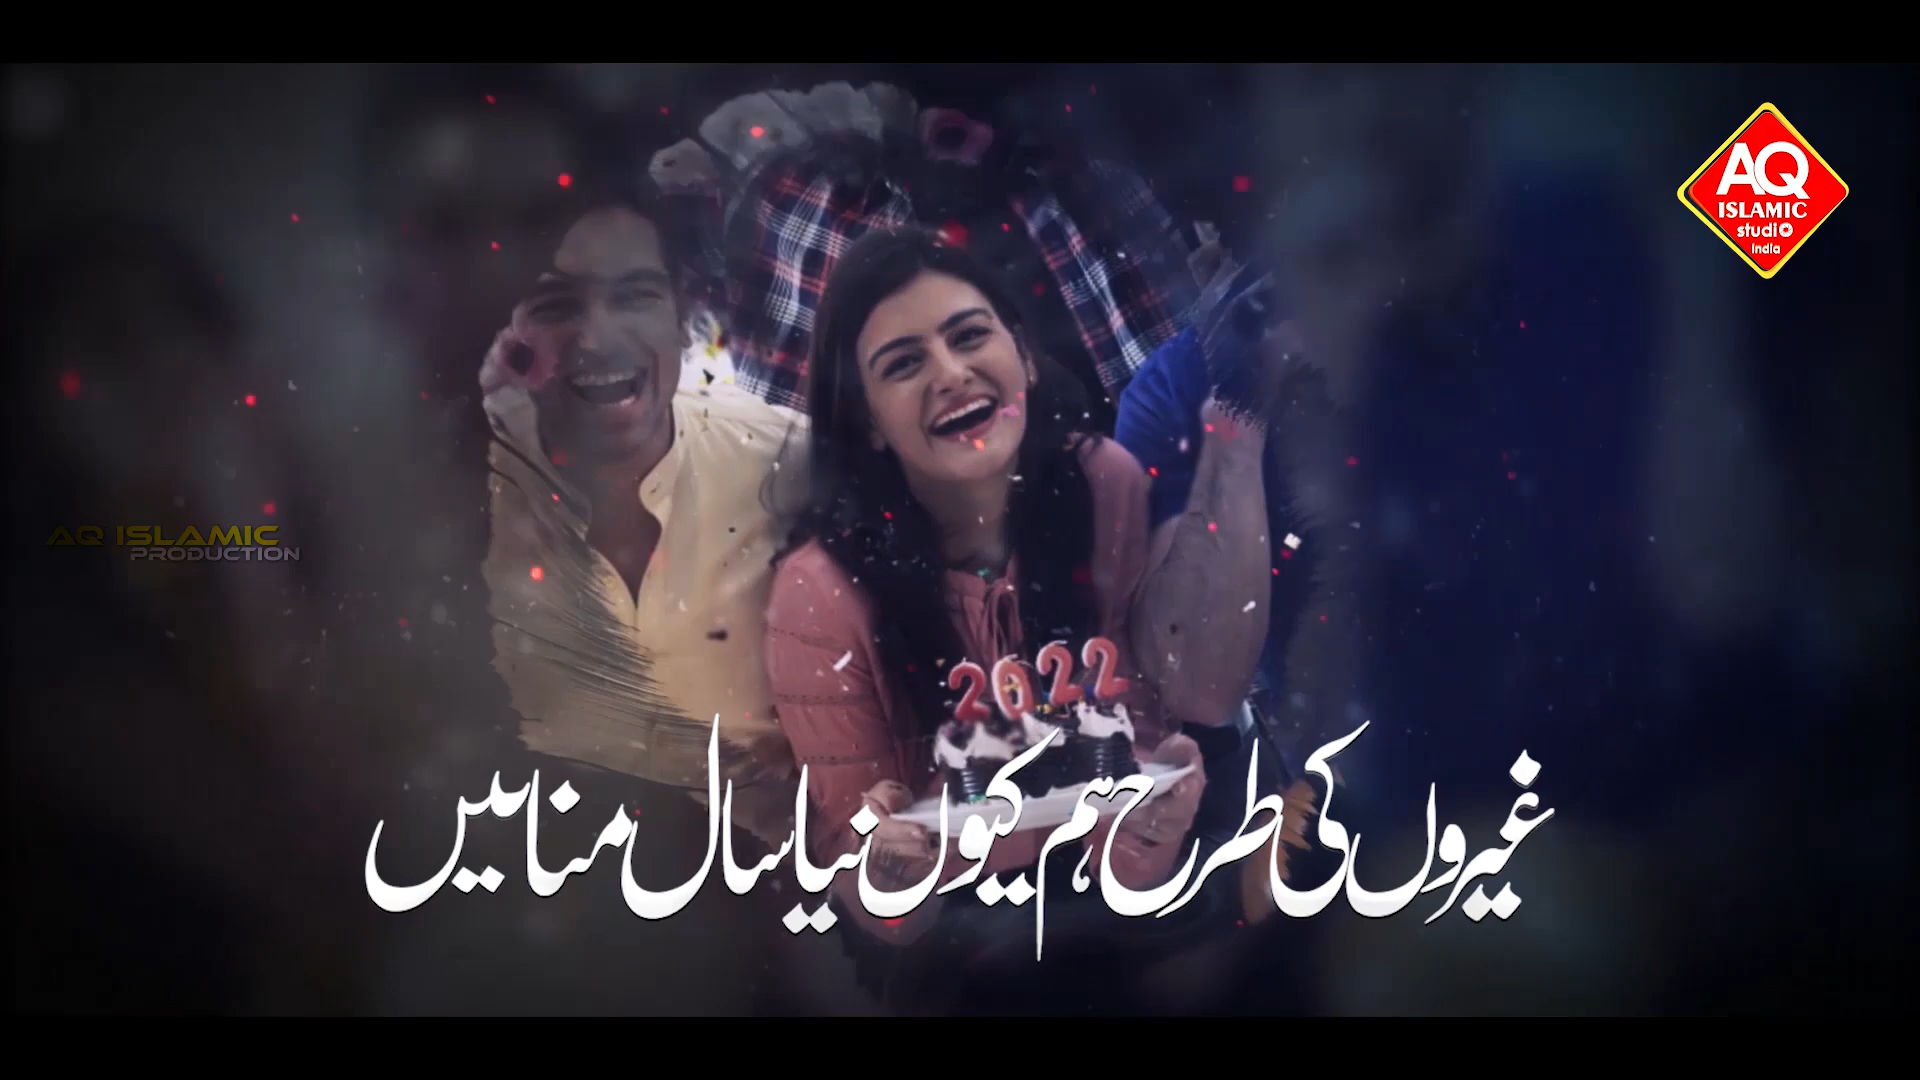 AQ
ISLAMIC
studio
India
AQ ISLAMIC
PRODUCTION
2022
غیروں کی طرح ہم کیوں نیا سال منائیں